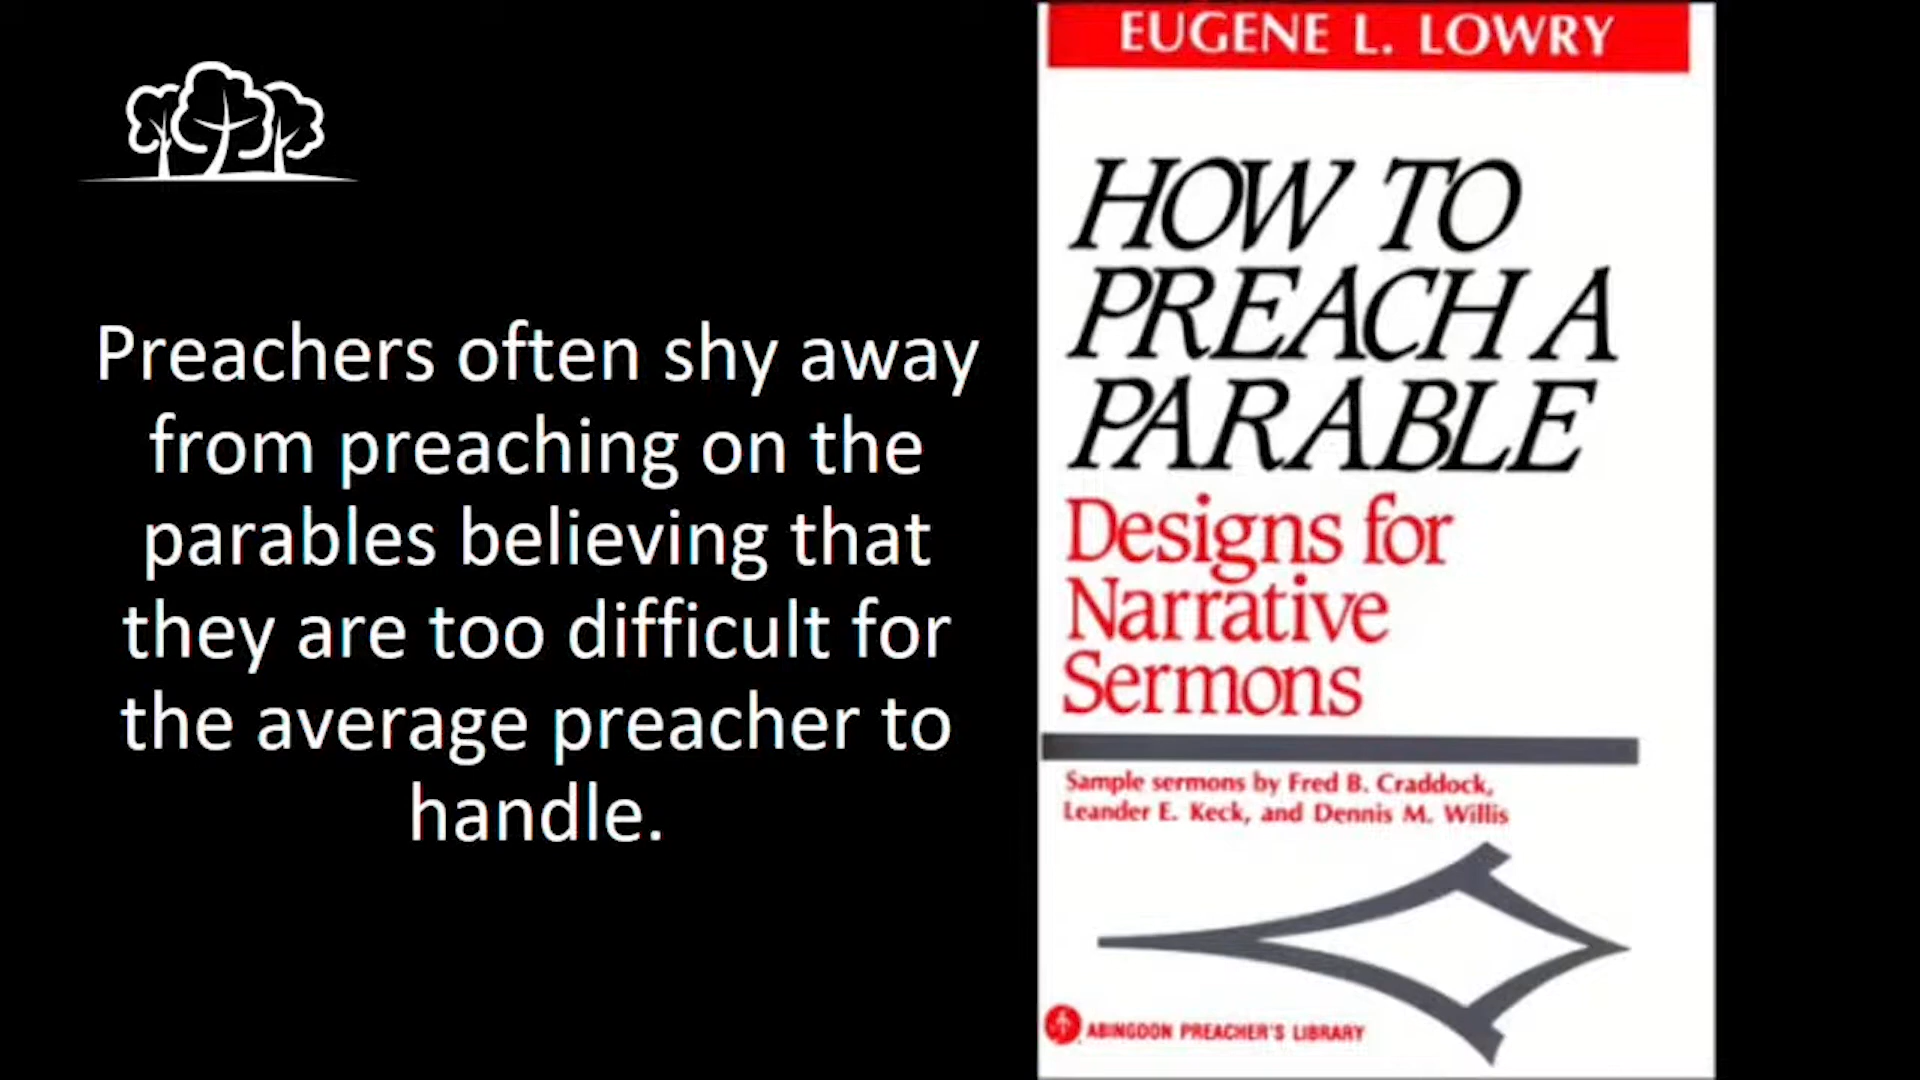 Preachers often shy away
from preaching on the
parables believing that
they are too difficult for
the average preacher to
handle.
EUGENE L. LOWRY
HOW TO
PREACH A
PARABLE
Designs for
Narrative
Sermons
Sample sermons by Fred B. Craddock,
Leander E. Keck, and Dennis M. Willis
ABINGDON PREACHER'S LIBRARY